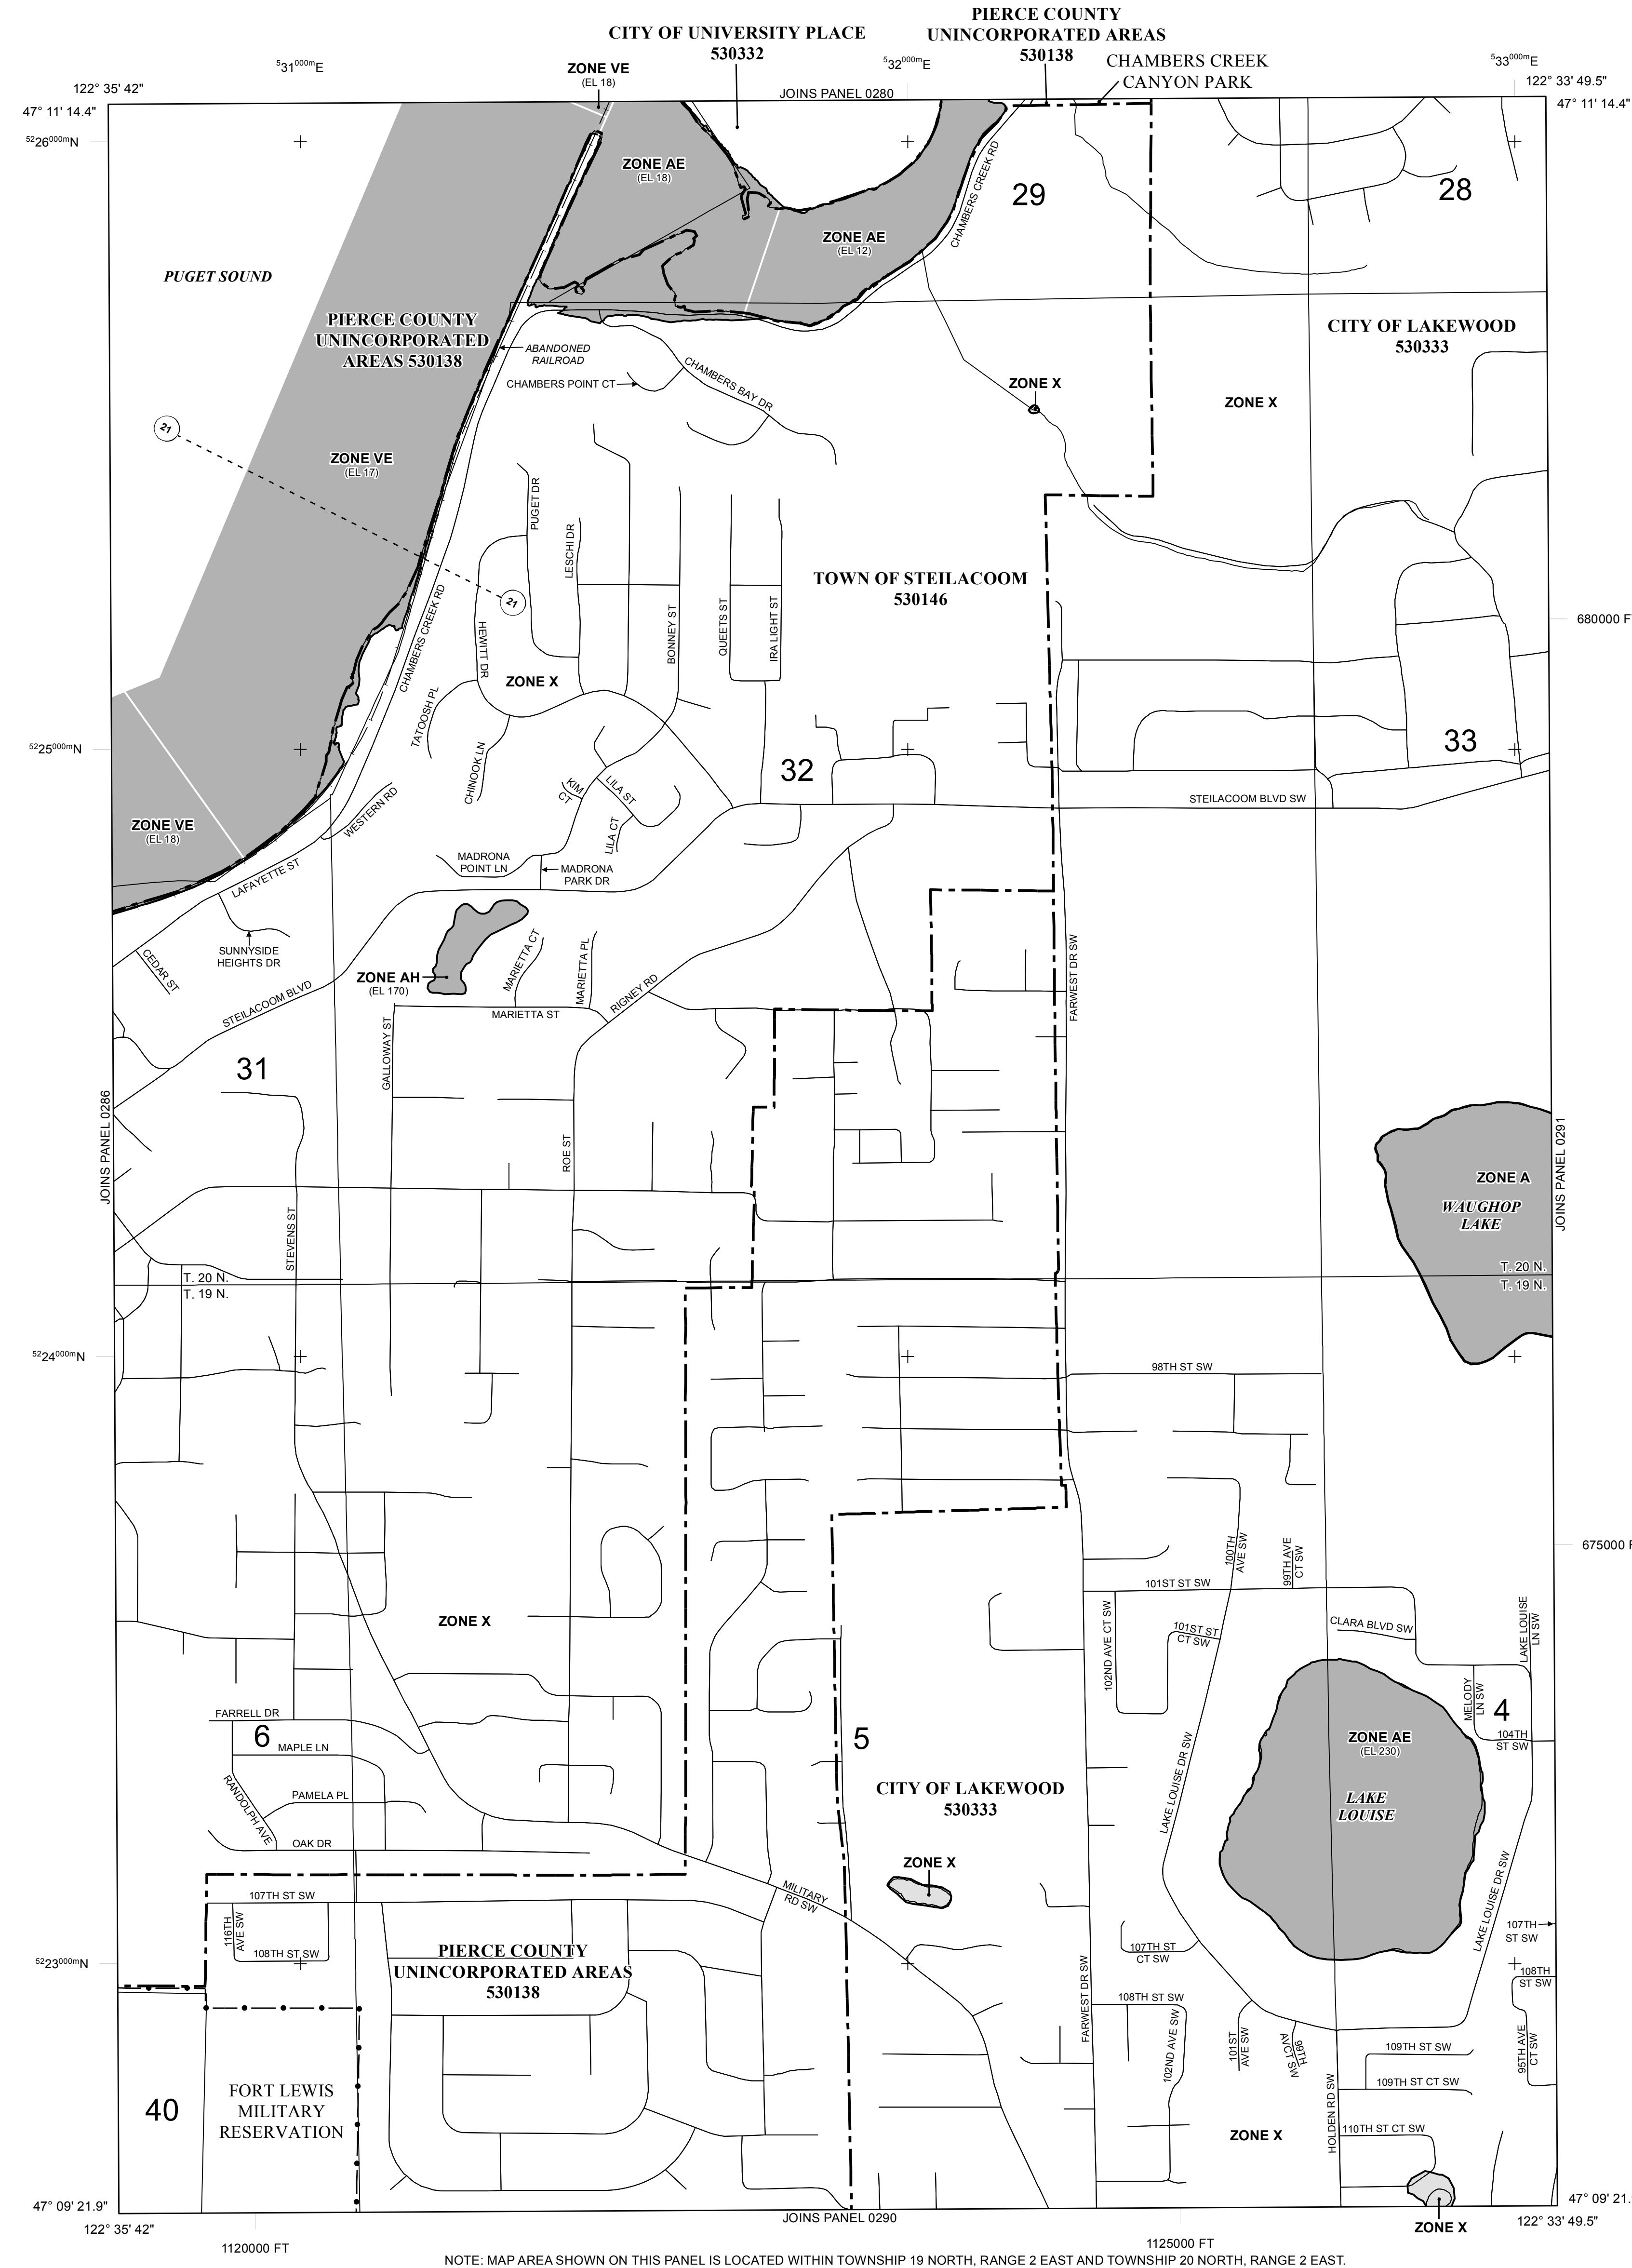 PIERCE COUNTY
UNINCORPORATED AREAS
530138
CITY OF UNIVERSITY PLACE
530332
CHAMBERS CREEK
CANYON PARK
531000mE
ZONE VE
(EL 18)
532000mE
533000mE
122° 35' 42"
JOINS PANEL 0280
122° 33' 49.5"
47° 11' 14.4"
47° 11' 14.4"
5226000mN
ZONE AE
(EL 18)
CHAMBERS CREEK RD
29
28
ZONE AE
(EL 12)
PUGET SOUND
PIERCE COUNTY
UNINCORPORATED
AREAS 530138
CITY OF LAKEWOOD
530333
ABANDONED
RAILROAD
CHAMBERS POINT CT
CHAMBERS BAY DR
ZONE X
ZONE X
21
ZONE VE
(EL 17)
PUGET DR
LESCHI DR
21
TOWN OF STEILACOOM
530146
CHAMBERS CREEK RD
HEWITT DR
BONNEY ST
QUEETS ST
IRA LIGHT ST
680000 F
ZONE X
TATOOSH PL
5225000mN
CHINOOK LN
32
33
KIM
CT
LILA ST
STEILACOOM BLVD SW
WESTERN RD
ZONE VE
(EL 18)
LILA CT
MADRONA
POINT LN
MADRONA
PARK DR
LAFAYETTE ST
SUNNYSIDE
HEIGHTS DR
CEDAR ST
ZONE AH
(EL 170)
MARIETTA CT
MARIETTA PL
RIGNEY RD
FARWEST DR SW
STEILACOOM BLVD
MARIETTA ST
GALLOWAY ST
31
JOINS PANEL 0286
ROE ST
JOINS PANEL 0291
ZONE A
WAUGHOP
LAKE
STEVENS ST
T. 20 N.
T. 19 N.
T. 20 N.
T. 19 N.
5224000mN
98TH ST SW
675000 F
100TH
AVE SW
99TH AVE
CT SW
101ST ST SW
102ND AVE CT SW
101ST ST
CT SW
CLARA BLVD SW
LAKE LOUISE
LN SW
ZONE X
MELODY
LN SW
4
FARRELL DR
6
5
ZONE AE
(EL 230)
104TH
ST SW
MAPLE LN
LAKE LOUISE DR SW
CITY OF LAKEWOOD
530333
LAKE
LOUISE
RANDOLPH AVE
PAMELA PL
OAK DR
ZONE X
LAKE LOUISE DR SW
MILITARY
RD SW
107TH ST SW
116TH
AVE SW
107TH
ST SW
108TH ST SW
PIERCE COUNTY
UNINCORPORATED AREAS
530138
107TH ST
CT SW
5223000mN
108TH
ST SW
FARWEST DR SW
108TH ST SW
102ND AVE SW
101ST
AVE SW
99TH
AVCT SW
95TH AVE
CT SW
109TH ST SW
109TH ST CT SW
FORT LEWIS
MILITARY
RESERVATION
40
HOLDEN RD SW
110TH ST CT SW
ZONE X
47° 09' 21.9"
47° 09' 21.
122° 35' 42"
JOINS PANEL 0290
ZONE X
122° 33' 49.5"
1120000 FT
1125000 FT
NOTE: MAP AREA SHOWN ON THIS PANEL IS LOCATED WITHIN TOWNSHIP 19 NORTH, RANGE 2 EAST AND TOWNSHIP 20 NORTH, RANGE 2 EAST.